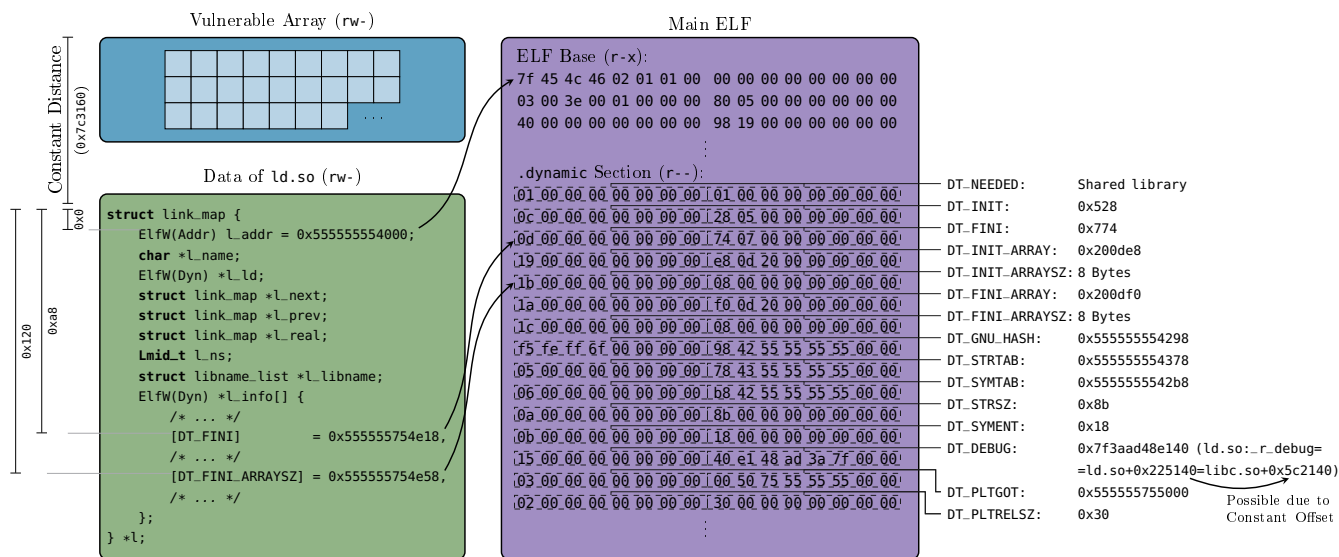 Vulnerable Array (rw-)
Constant Distance
(0x7c3160)
...
Data of ld.so (rw-)
0x0
0xa8
0x120
struct link_map {
ElfW(Addr) l_addr = 0x555555554000;
char *l_name;
ElfW(Dyn) *l_ld;
struct link_map *l_next;
struct link_map *l_prev;
struct link_map *l_real;
Lmid_t l_ns;
struct libname_list *l_libname;
ElfW(Dyn) *l_info[] {
/* ... */
[DT_FINI] = 0x555555754e18,
/* ... */
[DT_FINI_ARRAYSZ] = 0x555555754e58,
/* ... */
};
} *l;
Main ELF
ELF Base (r-x):
7f 45 4c 46 02 01 01 00 00 00 00 00 00 00 00 00
03 00 3e 00 01 00 00 00 80 05 00 00 00 00 00 00
40 00 00 00 00 00 00 00 98 19 00 00 00 00 00 00
.dynamic Section (r--):
01 00 00 00 00 00 00 00 01 00 00 00 00 00 00 00
0c 00 00 00 00 00 00 00 28 05 00 00 00 00 00 00
0d 00 00 00 00 00 00 00 74 07 00 00 00 00 00 00
19 00 00 00 00 00 00 00 e8 0d 20 00 00 00 00 00
1b 00 00 00 00 00 00 00 08 00 00 00 00 00 00 00
1a 00 00 00 00 00 00 00 f0 0d 20 00 00 00 00 00
1c 00 00 00 00 00 00 00 08 00 00 00 00 00 00 00
f5 fe ff 6f 00 00 00 00 98 42 55 55 55 55 00 00
05 00 00 00 00 00 00 00 78 43 55 55 55 55 00 00
06 00 00 00 00 00 00 00 b8 42 55 55 55 55 00 00
0a 00 00 00 00 00 00 00 8b 00 00 00 00 00 00 00
0b 00 00 00 00 00 00 00 18 00 00 00 00 00 00 00
15 00 00 00 00 00 00 00 40 e1 48 ad 3a 7f 00 00
03 00 00 00 00 00 00 00 00 50 75 55 55 55 00 00
02 00 00 00 00 00 00 00 30 00 00 00 00 00 00 00
DT_NEEDED: Shared library
DT_INIT: 0x528
DT_FINI: 0x774
DT_INIT_ARRAY: 0x200de8
DT_INIT_ARRAYSZ: 8 Bytes
DT_FINI_ARRAY: 0x200df0
DT_FINI_ARRAYSZ: 8 Bytes
DT_GNU_HASH: 0x555555554298
DT_STRTAB: 0x555555554378
DT_SYMTAB: 0x5555555542b8
DT_STRSZ: 0x8b
DT_SYMENT: 0x18
DT_DEBUG: 0x7f3aad48e140 (ld.so:_r_debug=
=ld.so+0x225140=libc.so+0x5c2140)
DT_PLTGOT: 0x555555755000
DT_PLTRELSZ: 0x30
Possible due to
Constant Offset